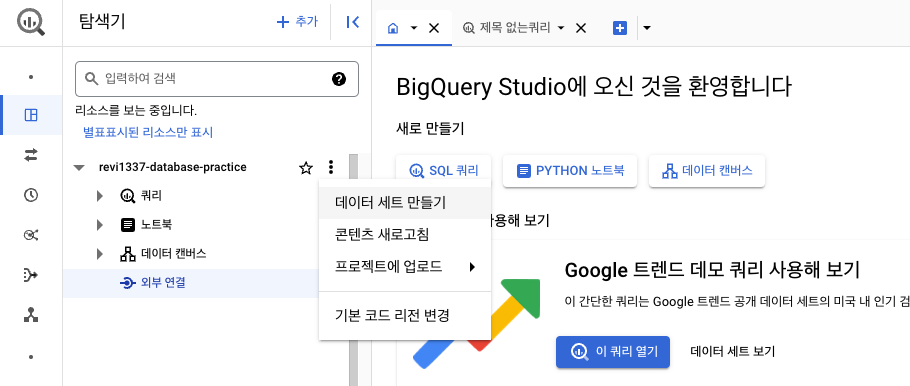 탐색기
+ 추가
제목 없는쿼리
입력하여 검색
리소스를 보는 중입니다.
별표표시된 리소스만 표시
revi1337-database-practice
쿼리
노트북
데이터 캔버스
외부 연결
데이터 세트 만들기
콘텐츠 새로고침
프로젝트에 업로드
기본 코드 리전 변경
BigQuery Studio에 오신 것을 환영합니다
새로 만들기
SQL 쿼리
PYTHON 노트북
데이터 캔버스
사용해 보기
Google 트렌드 데모 쿼리 사용해 보기
이 간단한 쿼리는 Google 트렌드 공개 데이터 세트의 미국 내 인기 검
이 쿼리 열기
데이터 세트 보기